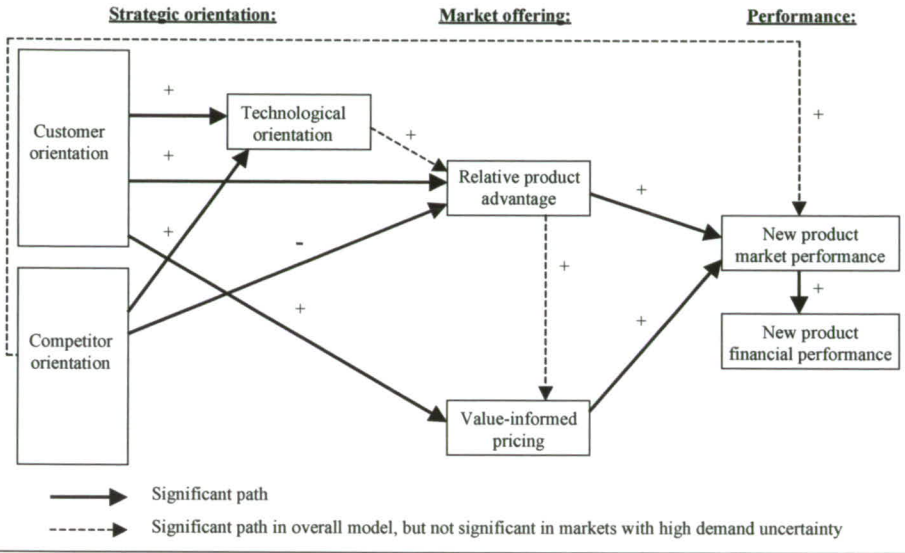 Strategic orientation:
Market offering:
Performance:
+
+
Customer
orientation
Technological
orientation
+
+
Relative product
advantage
+
+
-
New product
market performance
+
+
+
+
New product
financial performance
Competitor
orientation
Value-informed
pricing
Significant path
Significant path in overall model, but not significant in markets with high demand uncertainty